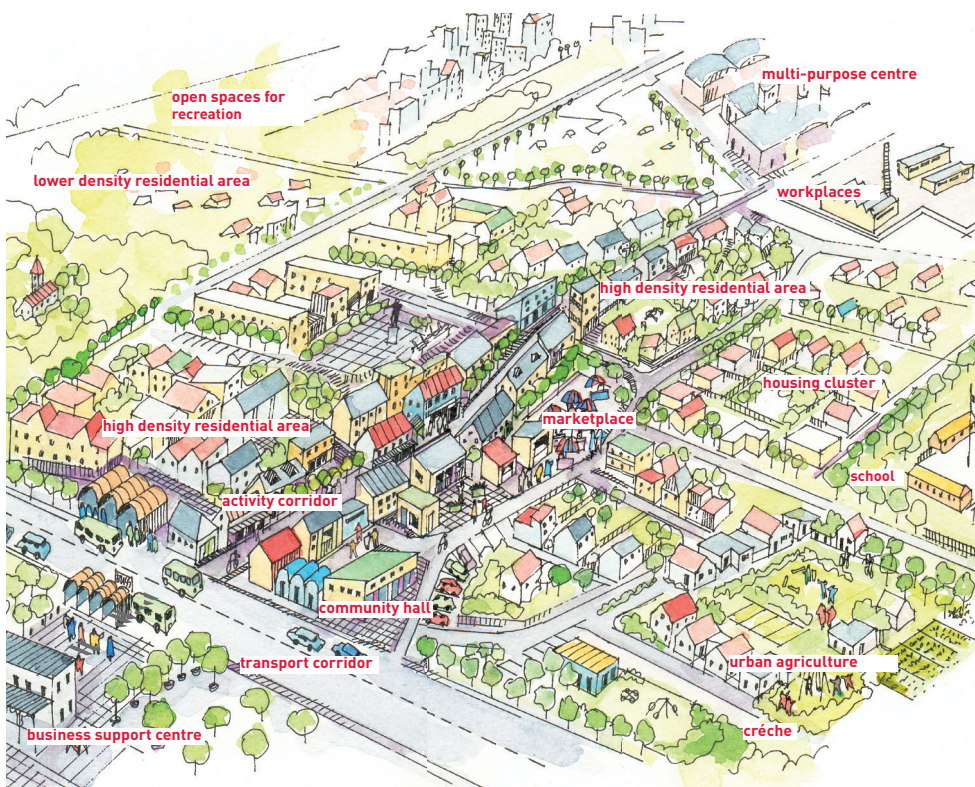 multi-purpose centre
open spaces for
recreation
lower density residential area
workplaces
high density residential area
housing cluster
marketplace
high density residential area
school
activity corridor
community hall
transport corridor
urban agriculture
business support centre
créche